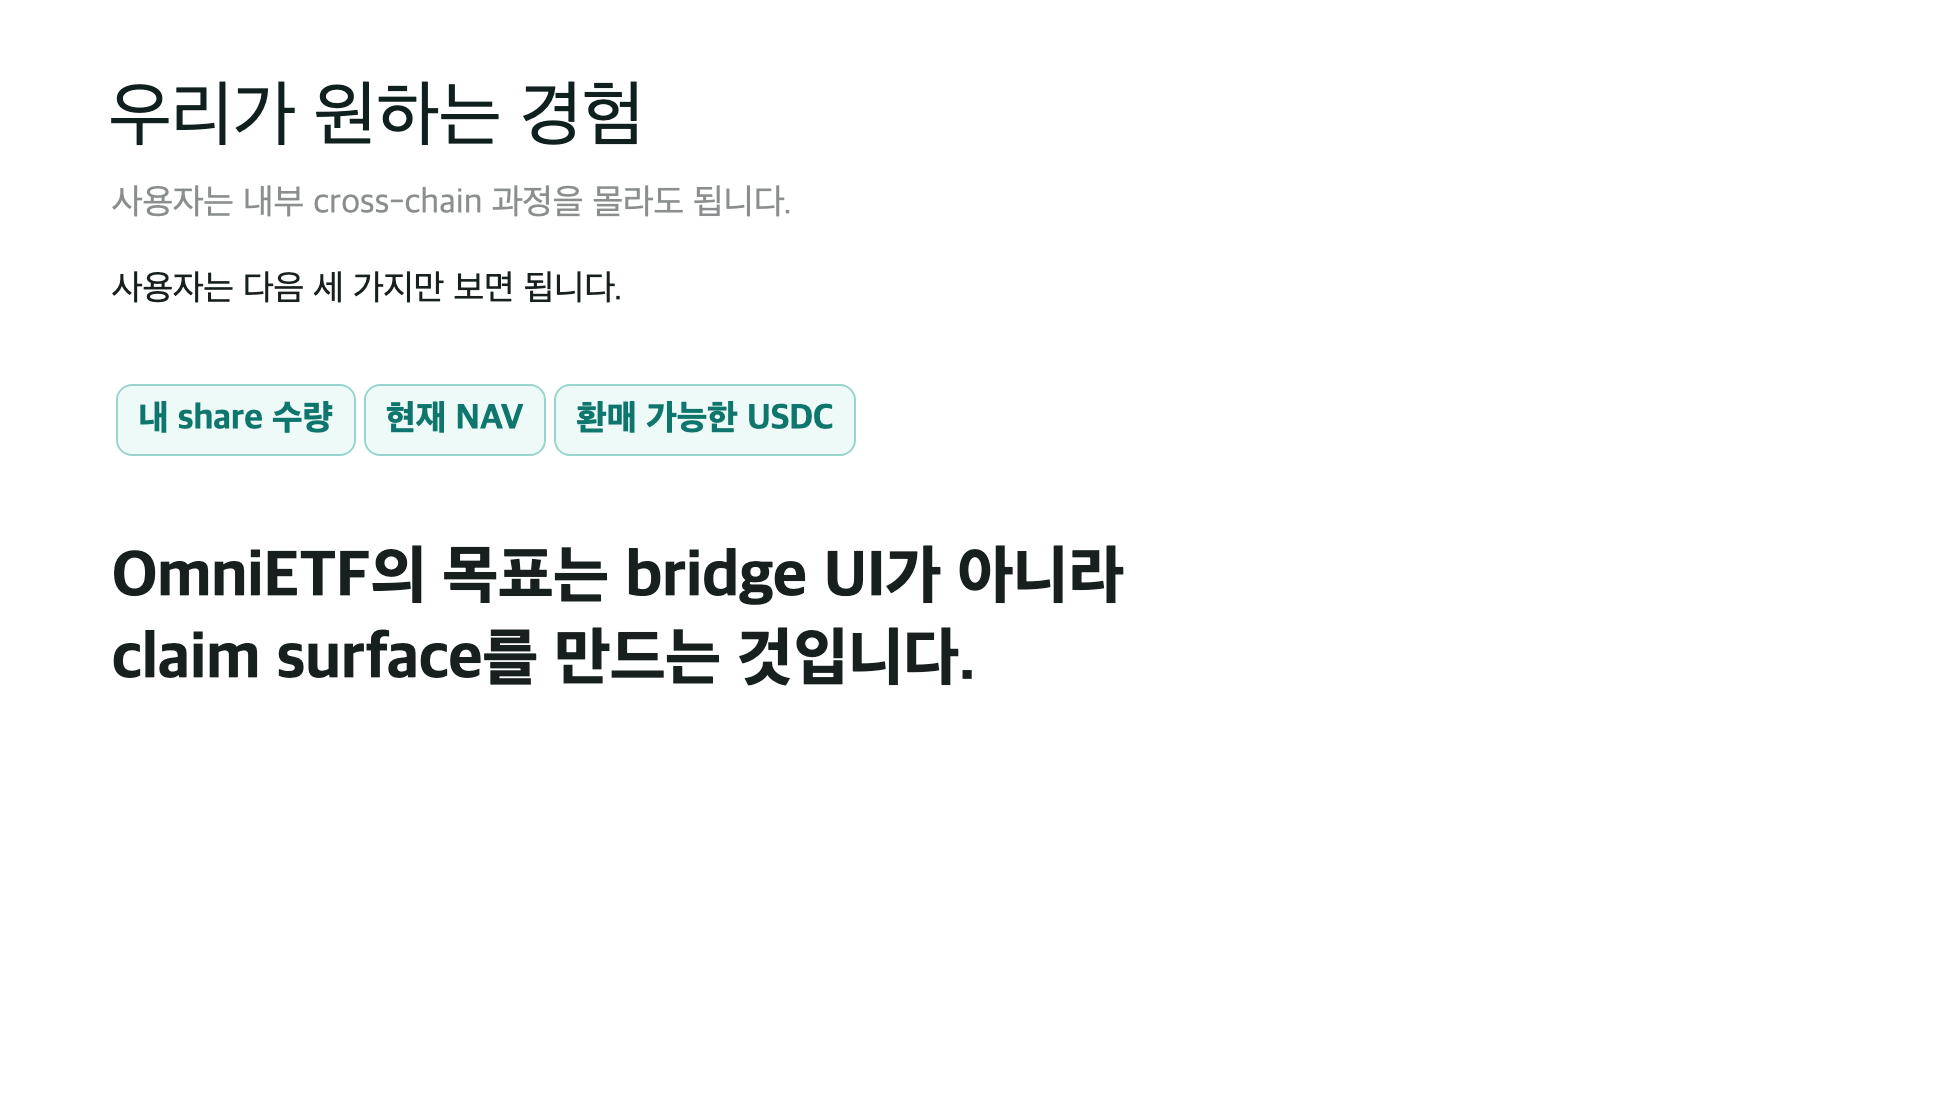 우리가 원하는 경험
사용자는 내부 cross-chain 과정을 몰라도 됩니다.
사용자는 다음 세 가지만 보면 됩니다.
내 share 수량 현재 NAV 환매 가능한 USDC
OmniETF의 목표는 bridge UI가 아니라
claim surface를 만드는 것입니다.